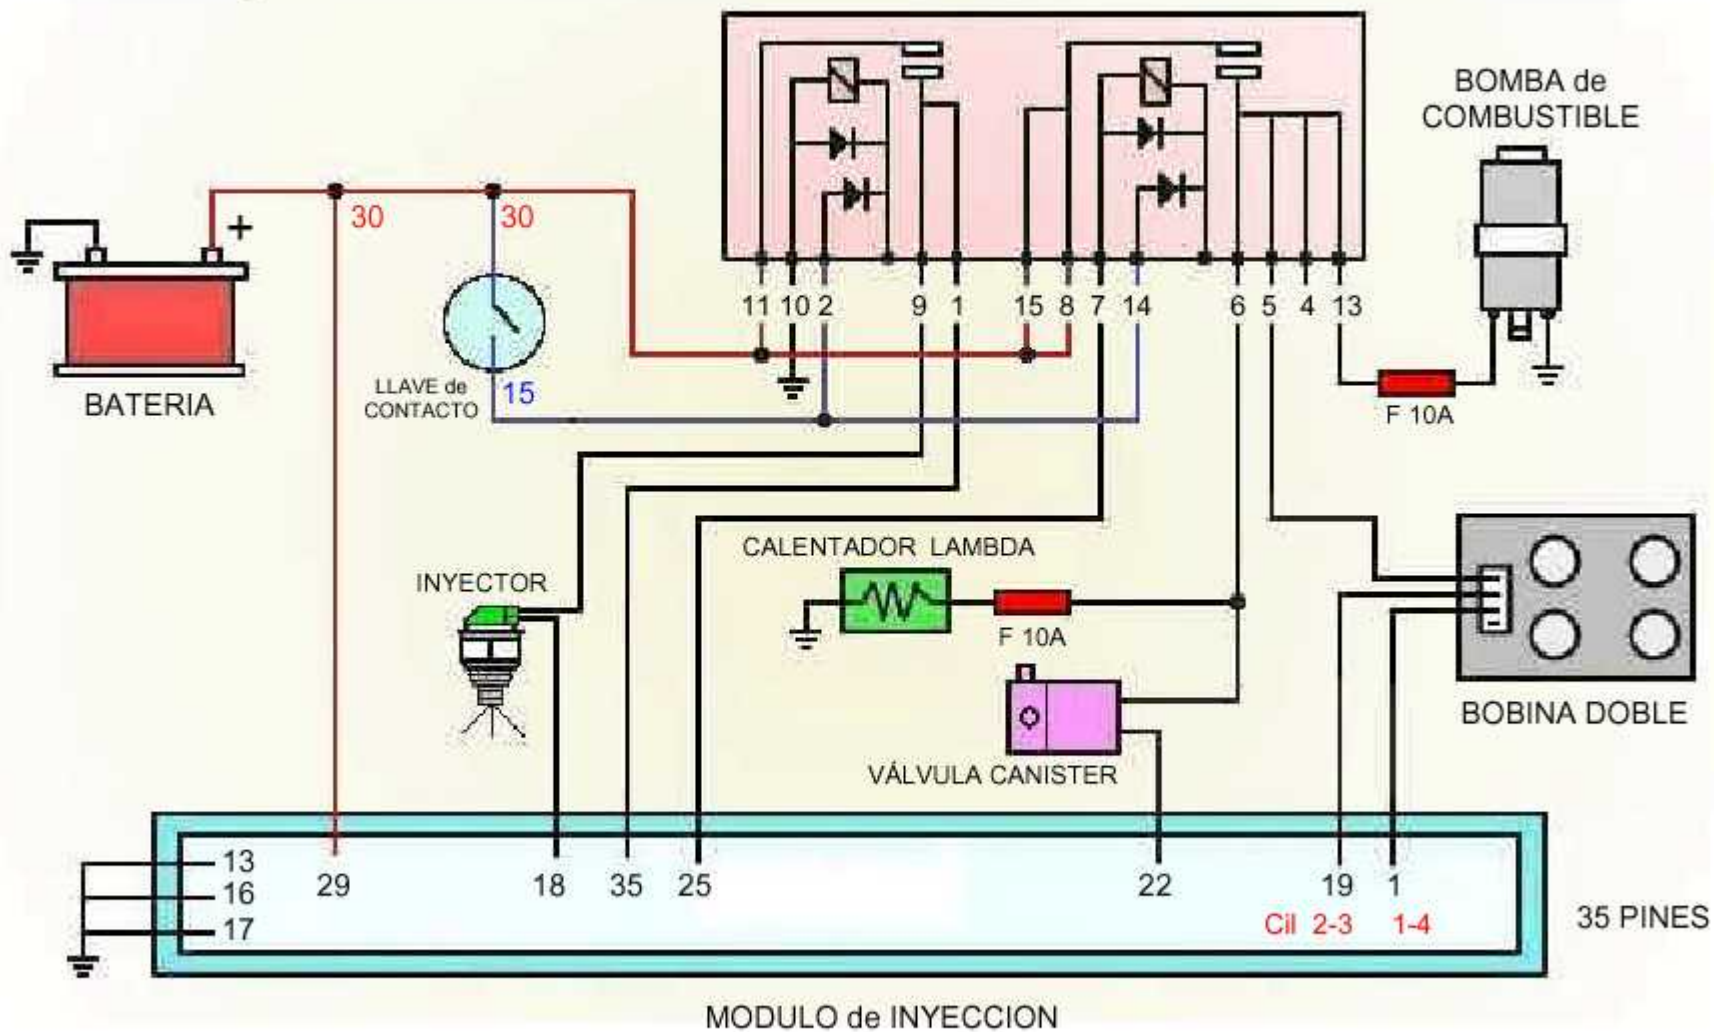 BOMBA de
COMBUSTIBLE
+
30
30
11 10 2 9 1 15 8 7 14 6 5 4 13
BATERIA
LLAVE de
CONTACTO
15
F 10A
CALENTADOR LAMBDA
INYECTOR
F 10A
BOBINA DOBLE
VÁLVULA CANISTER
13
16
17
29 18 35 25 22 19 1
Cil 2-3 1-4
35 PINES
MODULO de INYECCION